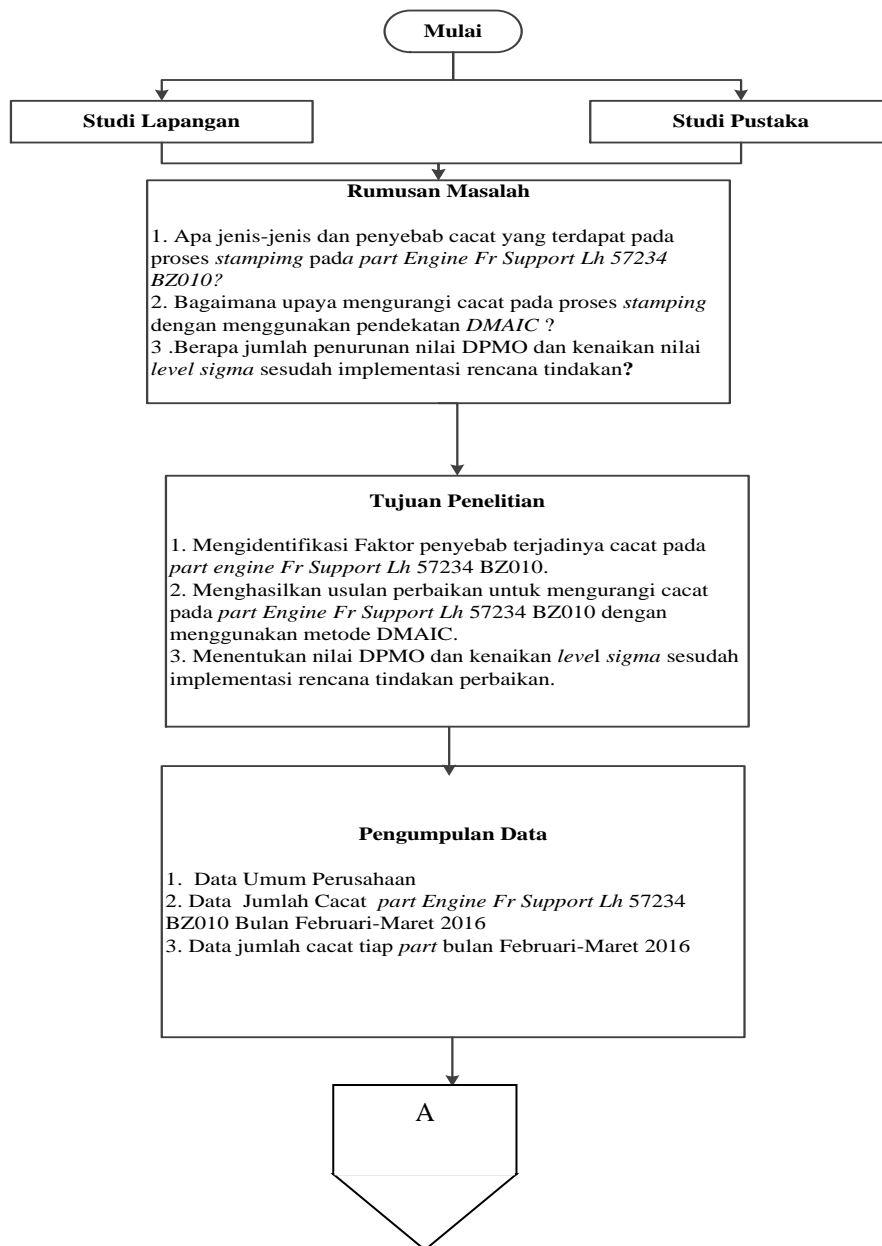 Mulai
Studi Lapangan
Studi Pustaka
Rumusan Masalah
1. Apa jenis-jenis dan penyebab cacat yang terdapat pada
proses stampimg pada part Engine Fr Support Lh 57234
BZ010?
2. Bagaimana upaya mengurangi cacat pada proses stamping
dengan menggunakan pendekatan DMAIC ?
3 .Berapa jumlah penurunan nilai DPMO dan kenaikan nilai
level sigma sesudah implementasi rencana tindakan?
Tujuan Penelitian
1. Mengidentifikasi Faktor penyebab terjadinya cacat pada
part engine Fr Support Lh 57234 BZ010.
2. Menghasilkan usulan perbaikan untuk mengurangi cacat
pada part Engine Fr Support Lh 57234 BZ010 dengan
menggunakan metode DMAIC.
3. Menentukan nilai DPMO dan kenaikan level sigma sesudah
implementasi rencana tindakan perbaikan.
Pengumpulan Data
1. Data Umum Perusahaan
2. Data Jumlah Cacat part Engine Fr Support Lh 57234
BZ010 Bulan Februari-Maret 2016
3. Data jumlah cacat tiap part bulan Februari-Maret 2016
A